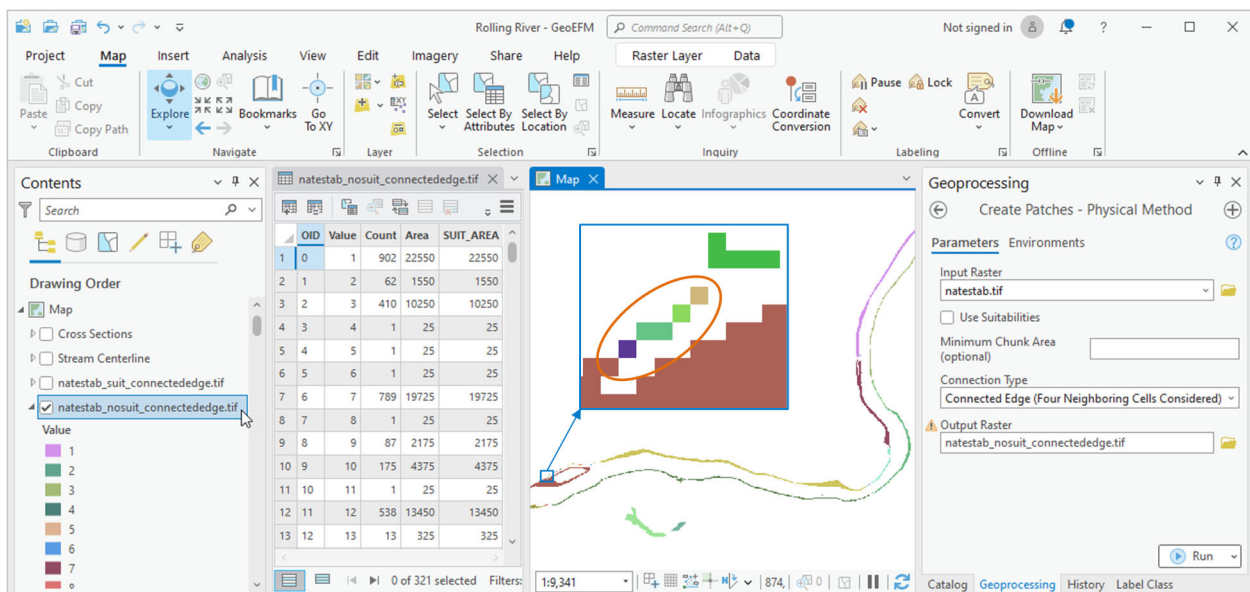 Rolling River - GeoEFM
Command Search (Alt+Q)
Not signed in
?
Project Map Insert Analysis View Edit Imagery Share Help Raster Layer Data
Paste
Cut
Copy
Copy Path
Explore
Bookmarks
Go To XY
Select
Select By Attributes
Select By Location
Measure
Locate
Infographics
Coordinate Conversion
Pause
Lock
Convert
Download Map
Clipboard
Navigate
Layer
Selection
Inquiry
Labeling
Offline
Contents
Search
Drawing Order
Map
Cross Sections
Stream Centerline
natestab_suit_connectededge.tif
natestab_nosuit_connectededge.tif
Value
1
2
3
4
5
6
7
8
natestab_nosuit_connectededge.tif
OID Value Count Area SUIT_AREA
1 0 1 902 22550 22550
2 1 2 62 1550 1550
3 2 3 410 10250 10250
4 3 4 1 25 25
5 4 5 1 25 25
6 5 6 1 25 25
7 6 7 789 19725 19725
8 7 8 1 25 25
9 8 9 87 2175 2175
10 9 10 175 4375 4375
11 10 11 1 25 25
12 11 12 538 13450 13450
13 12 13 13 325 325
0 of 321 selected Filters:
Map
1:9,341
874,
0
Geoprocessing
Create Patches - Physical Method
Parameters Environments
?
Input Raster
natestab.tif
Use Suitabilities
Minimum Chunk Area
(optional)
Connection Type
Connected Edge (Four Neighboring Cells Considered)
Output Raster
natestab_nosuit_connectededge.tif
Run
Catalog Geoprocessing History Label Class